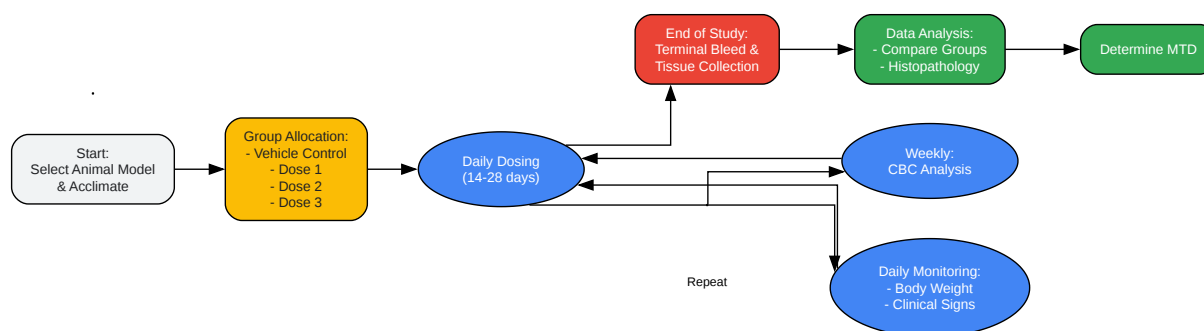 End of Study:
Terminal Bleed &
Tissue Collection
Data Analysis:
- Compare Groups
- Histopathology
Determine MTD
Start:
Select Animal Model
& Acclimate
Group Allocation:
- Vehicle Control
- Dose 1
- Dose 2
- Dose 3
Daily Dosing
(14-28 days)
Weekly:
CBC Analysis
Repeat
Daily Monitoring:
- Body Weight
- Clinical Signs